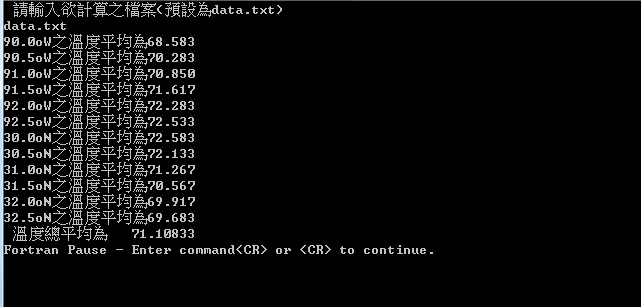 請輸入欲計算之檔案(預設為data.txt)
data.txt
90.0oW之溫度平均為68.583
90.5oW之溫度平均為70.283
91.0oW之溫度平均為70.850
91.5oW之溫度平均為71.617
92.0oW之溫度平均為72.283
92.5oW之溫度平均為72.533
30.0oN之溫度平均為72.583
30.5oN之溫度平均為72.133
31.0oN之溫度平均為71.267
31.5oN之溫度平均為70.567
32.0oN之溫度平均為69.917
32.5oN之溫度平均為69.683
溫度總平均為   71.10833
Fortran Pause - Enter command<CR> or <CR> to continue.